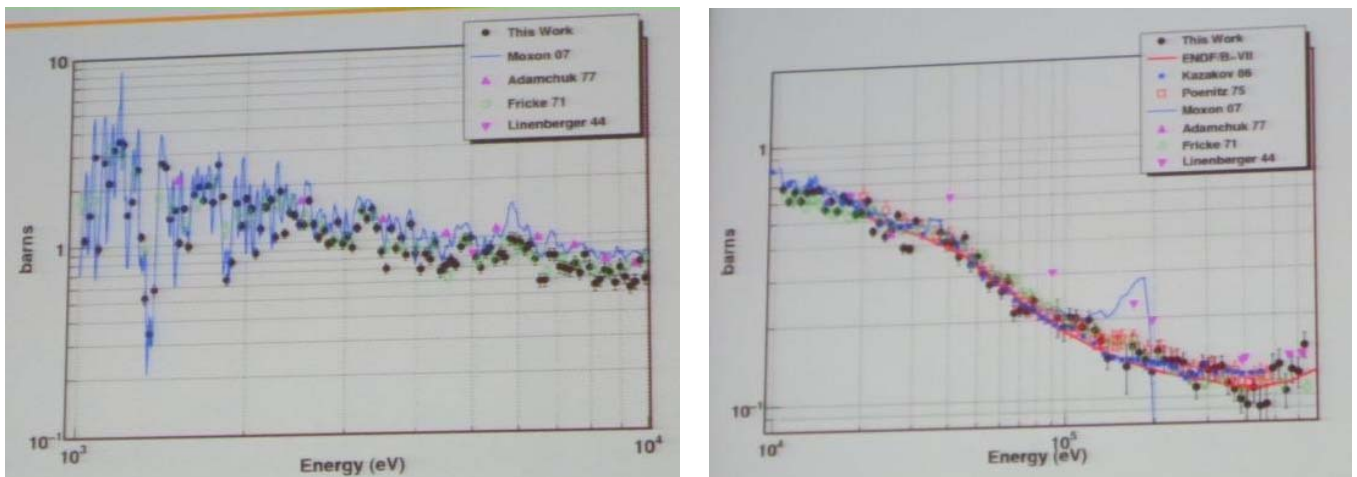 This Work
Moxon 07
Adamchuk 77
Fricke 71
Linenberger 44
10
1
10⁻¹
barns
10³
10⁴
Energy (eV)
This Work
ENDF/B-VII
Kazakov 86
Poenitz 75
Moxon 07
Adamchuk 77
Fricke 71
Linenberger 44
1
10⁻¹
barns
10⁴
10⁵
Energy (eV)